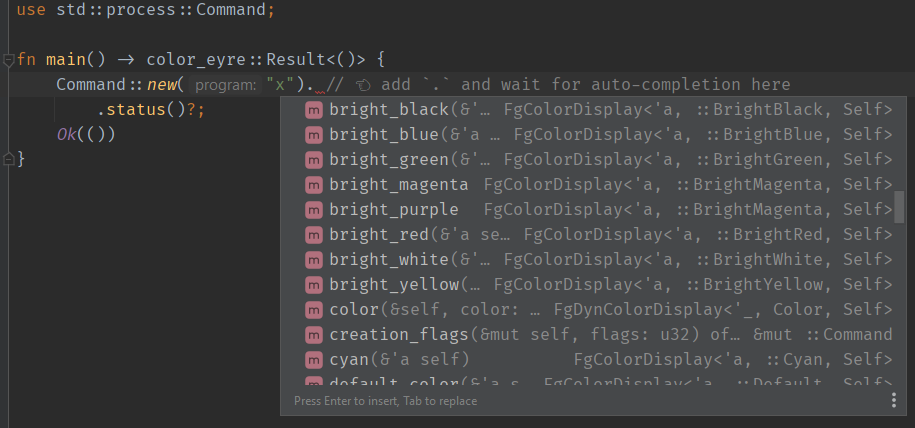 use std::process::Command;
fn main() → color_eyre::Result<()> {
Command::new( program: "x"). // 👈 add `.` and wait for auto-completion here
.status()?;
Ok(())
}
m bright_black(&'… FgColorDisplay<'a, ::BrightBlack, Self>
m bright_blue(&'a … FgColorDisplay<'a, ::BrightBlue, Self>
m bright_green(&'… FgColorDisplay<'a, ::BrightGreen, Self>
m bright_magenta FgColorDisplay<'a, ::BrightMagenta, Self>
m bright_purple FgColorDisplay<'a, ::BrightMagenta, Self>
m bright_red(&'a se… FgColorDisplay<'a, ::BrightRed, Self>
m bright_white(&'… FgColorDisplay<'a, ::BrightWhite, Self>
m bright_yellow(… FgColorDisplay<'a, ::BrightYellow, Self>
m color(&self, color: … FgDynColorDisplay<'_, Color, Self>
m creation_flags(&mut self, flags: u32) of… &mut ::Command
m cyan(&'a self) FgColorDisplay<'a, ::Cyan, Self>
m default_color(&'a s… FgColorDisplay<'a, ::Default, Self>
Press Enter to insert, Tab to replace